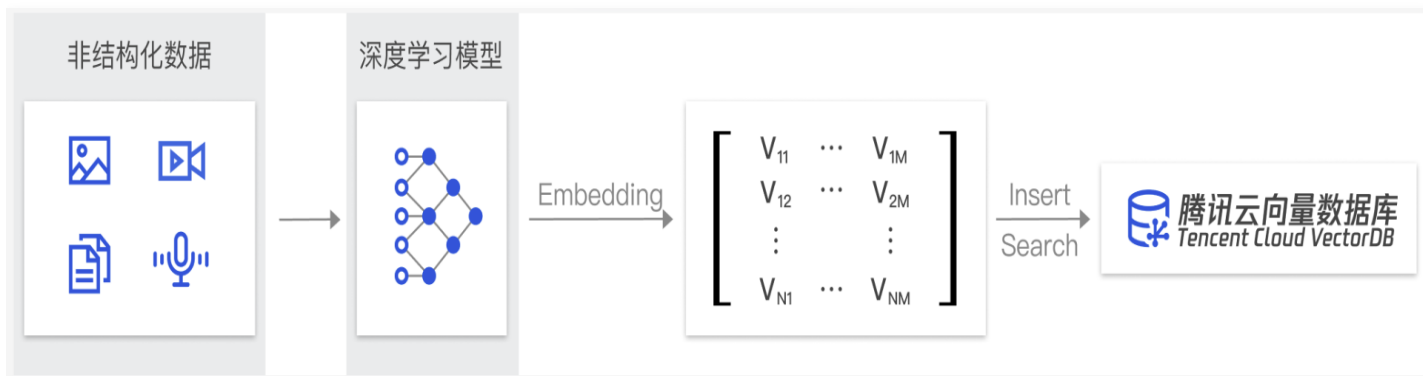 非结构化数据
深度学习模型
Embedding
V11 ··· V1M
V12 ··· V2M
⋮ ⋮
VN1 ··· VNM
Insert
Search
腾讯云向量数据库
Tencent Cloud VectorDB